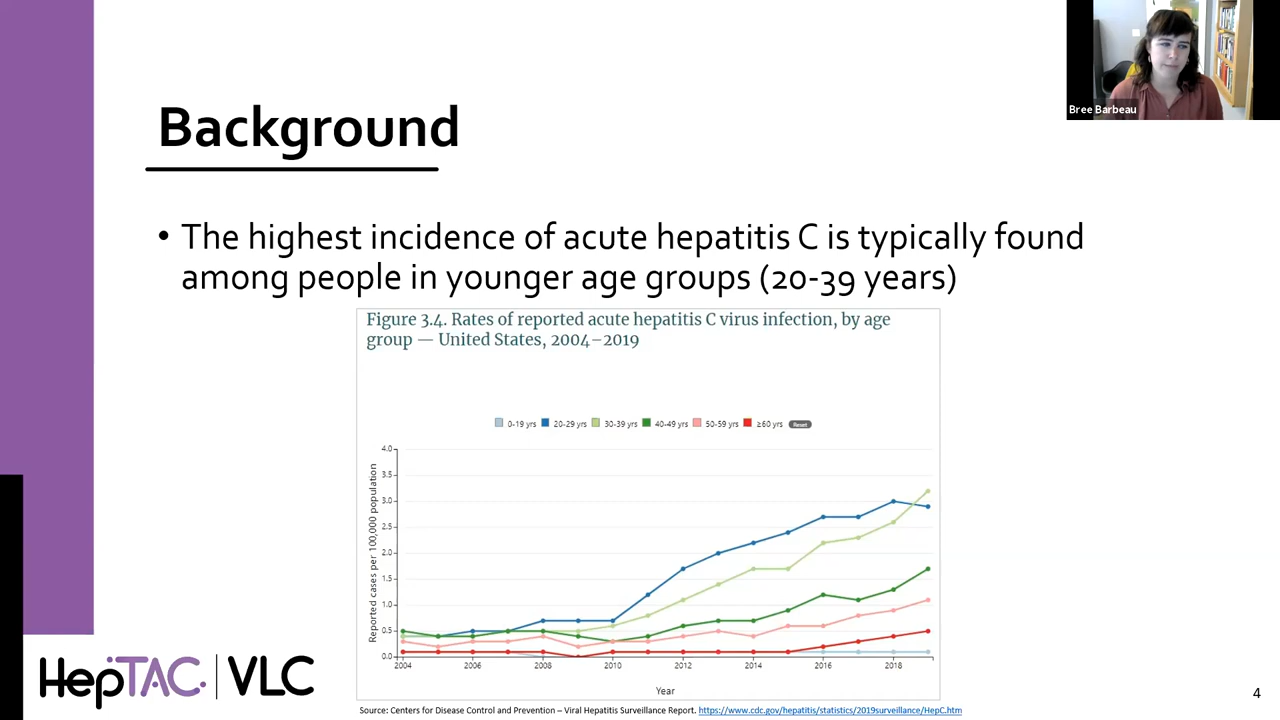 Bree Barbeau
Background
• The highest incidence of acute hepatitis C is typically found
among people in younger age groups (20-39 years)
Figure 3.4. Rates of reported acute hepatitis C virus infection, by age
group — United States, 2004–2019
0-19 yrs 20-29 yrs 30-39 yrs 40-49 yrs 50-59 yrs ≥60 yrs Reset
Reported cases per 100,000 population
4.0
3.5
3.0
2.5
2.0
1.5
1.0
0.5
0.0
2004 2006 2008 2010 2012 2014 2016 2018
Year
HepTAC | VLC
4
Source: Centers for Disease Control and Prevention – Viral Hepatitis Surveillance Report. https://www.cdc.gov/hepatitis/statistics/2019surveillance/HepC.htm